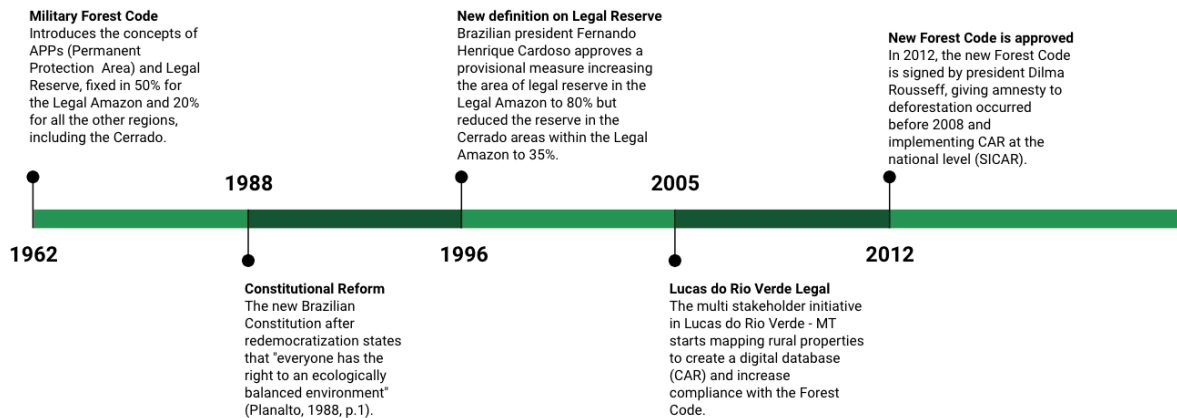 Military Forest Code
Introduces the concepts of
APPs (Permanent
Protection Area) and Legal
Reserve, fixed in 50% for
the Legal Amazon and 20%
for all the other regions,
including the Cerrado.
New definition on Legal Reserve
Brazilian president Fernando
Henrique Cardoso approves a
provisional measure increasing
the area of legal reserve in the
Legal Amazon to 80% but
reduced the reserve in the
Cerrado areas within the Legal
Amazon to 35%.
New Forest Code is approved
In 2012, the new Forest Code
is signed by president Dilma
Rousseff, giving amnesty to
deforestation occurred
before 2008 and
implementing CAR at the
national level (SICAR).
1988
2005
1962
1996
2012
Constitutional Reform
The new Brazilian
Constitution after
redemocratization states
that "everyone has the
right to an ecologically
balanced environment"
(Planalto, 1988, p.1).
Lucas do Rio Verde Legal
The multi stakeholder initiative
in Lucas do Rio Verde - MT
starts mapping rural properties
to create a digital database
(CAR) and increase
compliance with the Forest
Code.